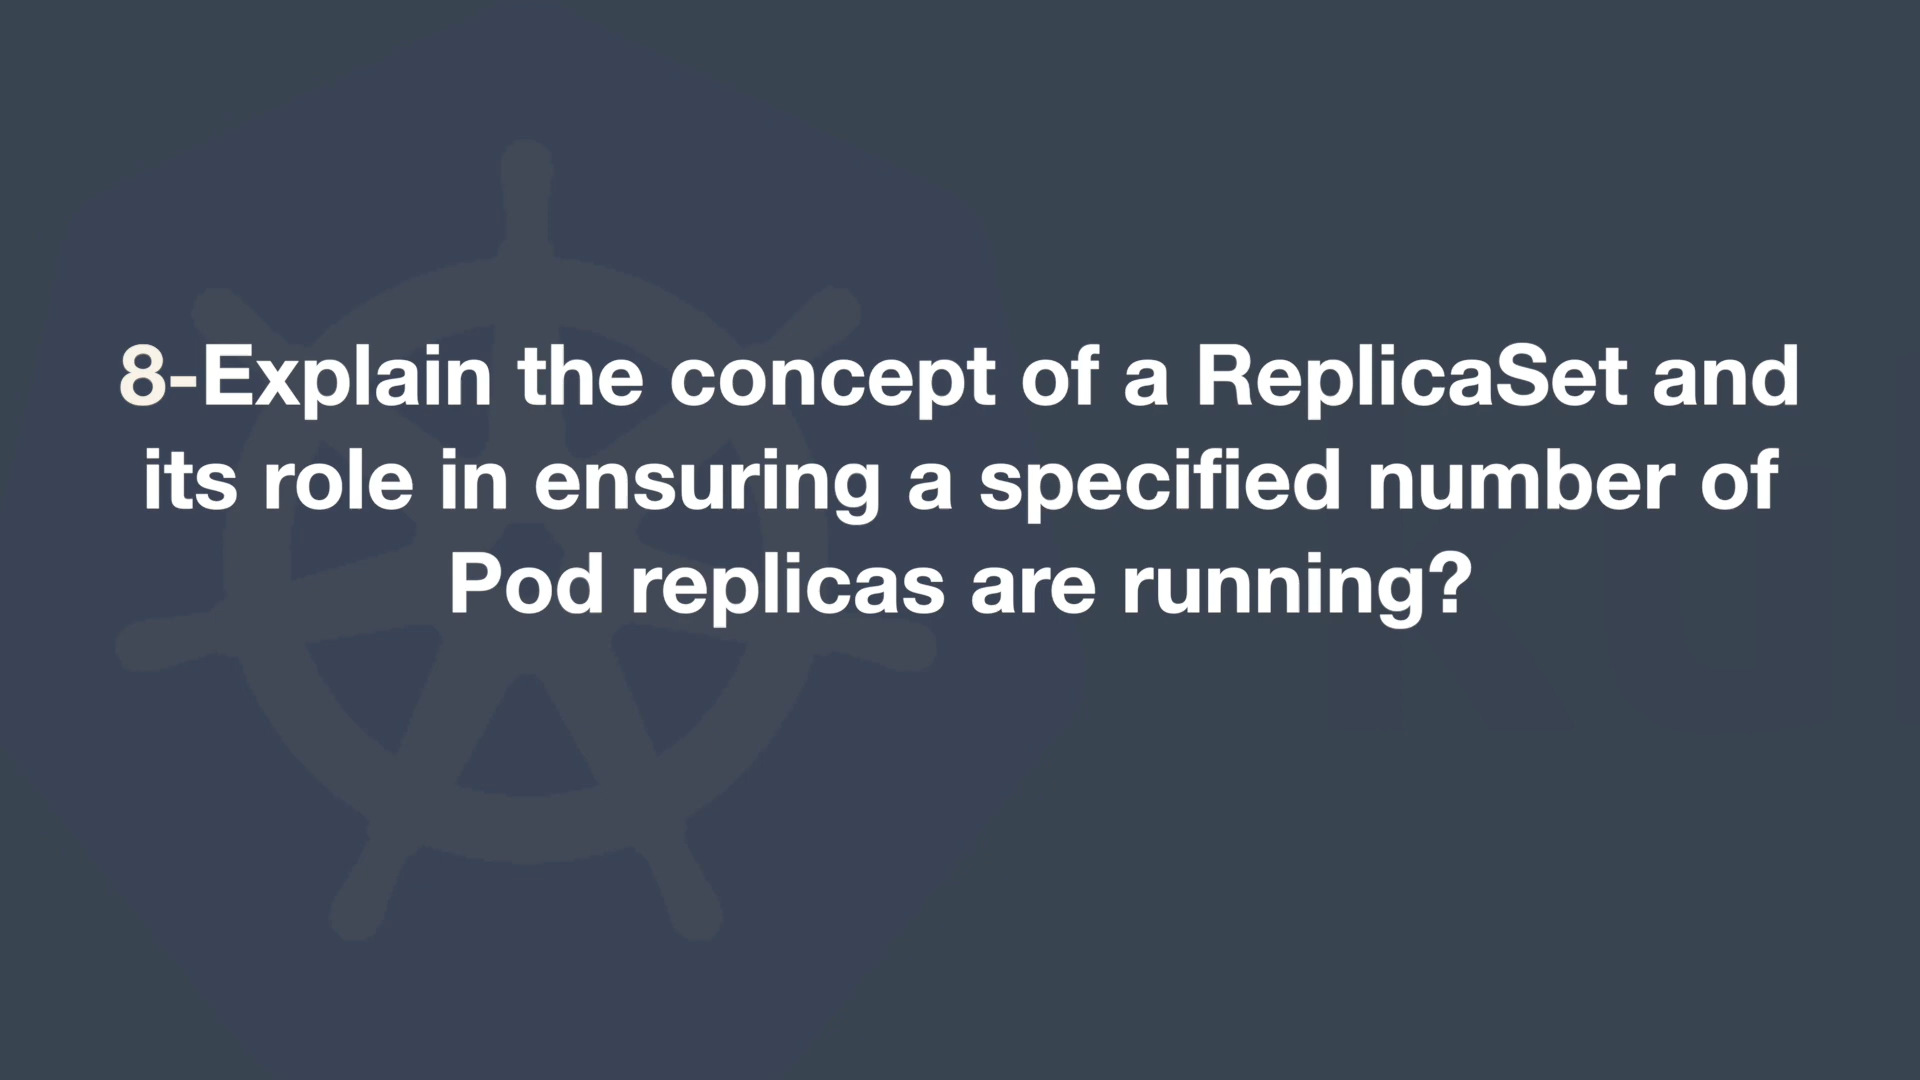 8-Explain the concept of a ReplicaSet and
its role in ensuring a specified number of
Pod replicas are running?